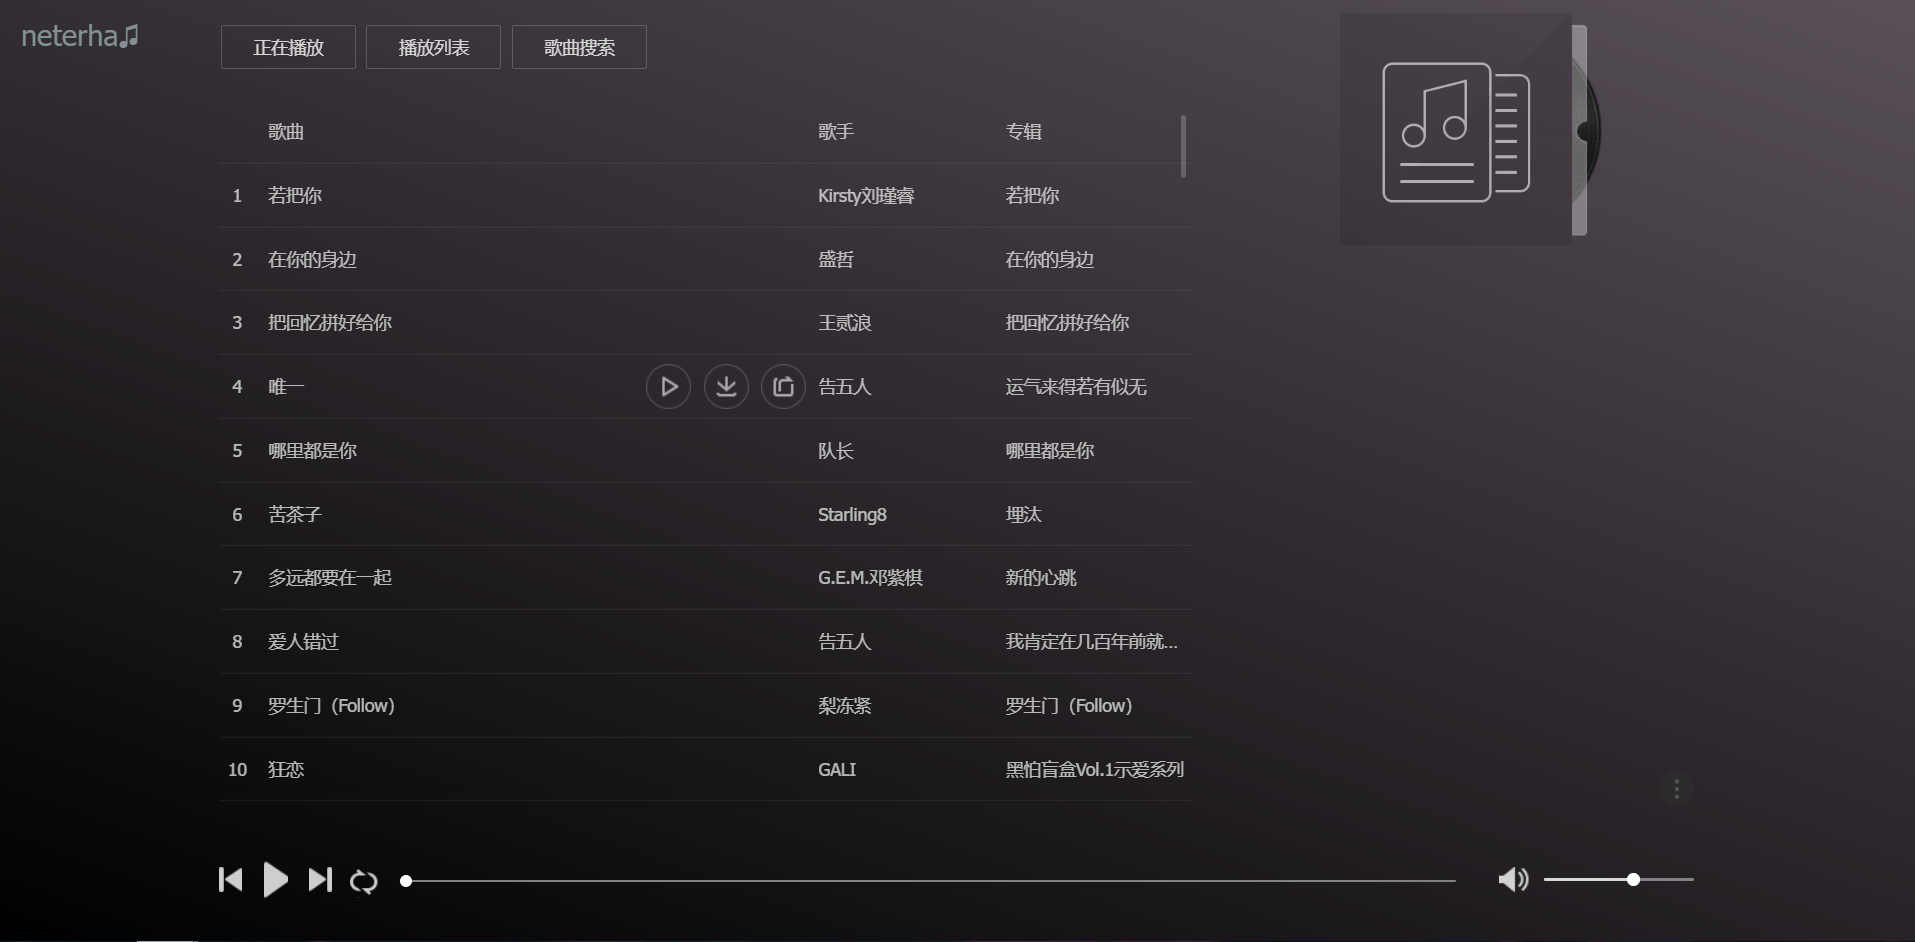 neterha
正在播放 播放列表 歌曲搜索
歌曲 歌手 专辑
1 若把你 Kirsty刘瑾睿 若把你
2 在你的身边 盛哲 在你的身边
3 把回忆拼好给你 王贰浪 把回忆拼好给你
4 唯一 告五人 运气来得若有似无
5 哪里都是你 队长 哪里都是你
6 苦茶子 Starling8 埋汰
7 多远都要在一起 G.E.M.邓紫棋 新的心跳
8 爱人错过 告五人 我肯定在几百年前就...
9 罗生门（Follow） 梨冻紧 罗生门（Follow）
10 狂恋 GALI 黑怕盲盒Vol.1示爱系列